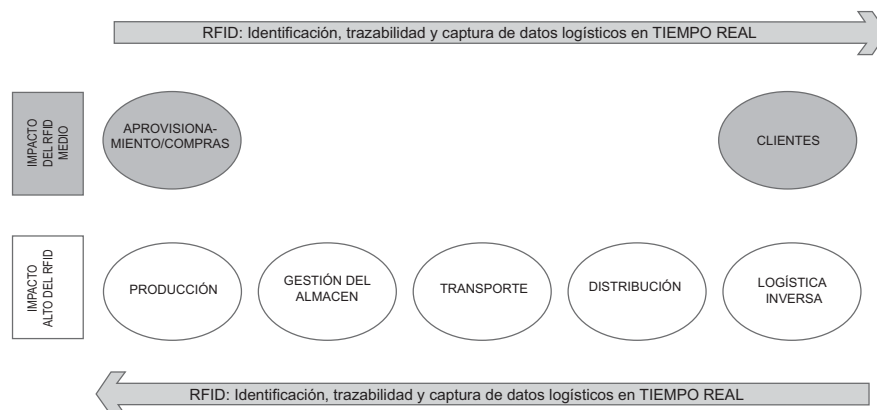 RFID: Identificación, trazabilidad y captura de datos logísticos en TIEMPO REAL
IMPACTO
DEL RFID
MEDIO
APROVISIONA-
MIENTO/COMPRAS
CLIENTES
IMPACTO
ALTO DEL RFID
PRODUCCIÓN
GESTIÓN DEL
ALMACEN
TRANSPORTE
DISTRIBUCIÓN
LOGÍSTICA
INVERSA
RFID: Identificación, trazabilidad y captura de datos logísticos en TIEMPO REAL